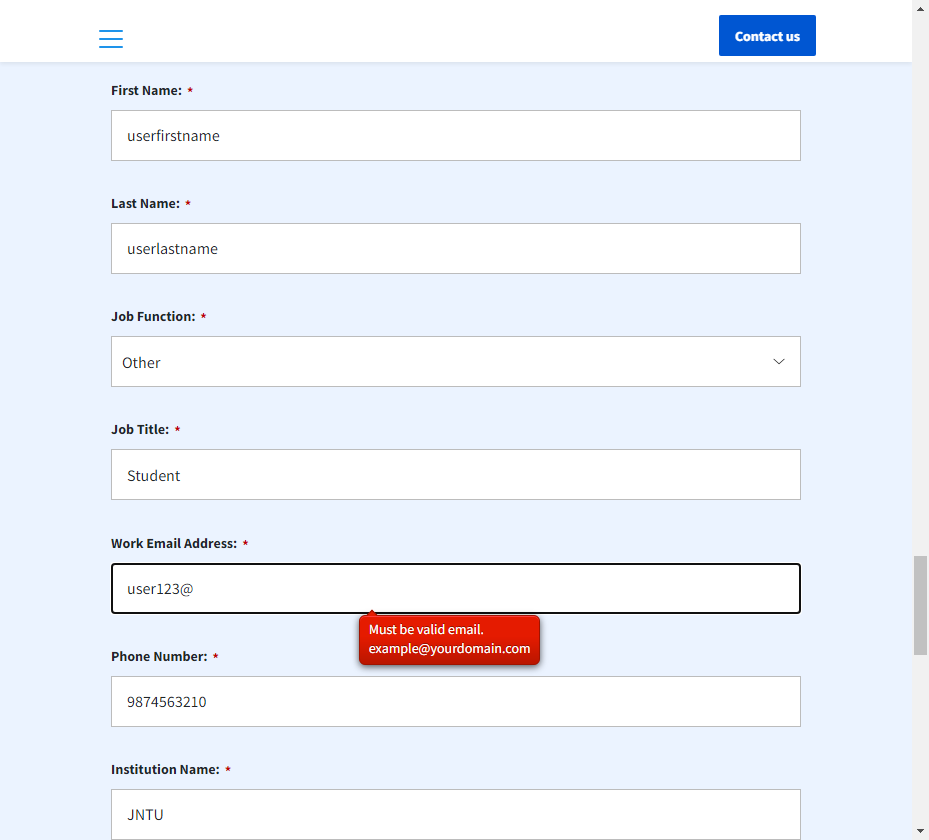 Contact us
First Name: *
userfirstname
Last Name: *
userlastname
Job Function: *
Other
Job Title: *
Student
Work Email Address: *
user123@
Must be valid email.
example@yourdomain.com
Phone Number: *
9874563210
Institution Name: *
JNTU